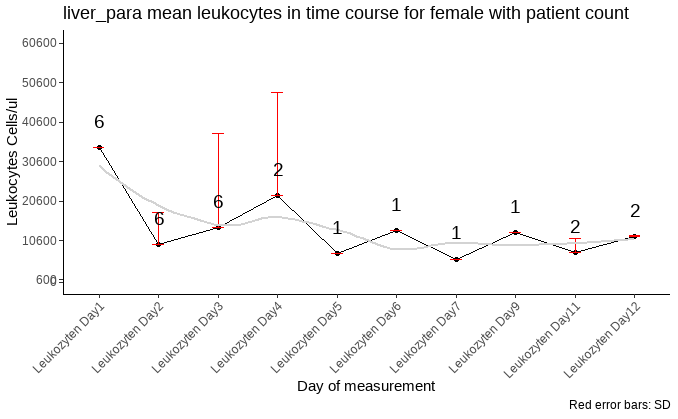 liver_para mean leukocytes in time course for female with patient count
Leukocytes Cells/ul
60600
50600
40600
30600
20600
10600
600
0
6
6
6
2
1
1
1
1
2
2
Leukozyten Day1
Leukozyten Day2
Leukozyten Day3
Leukozyten Day4
Leukozyten Day5
Leukozyten Day6
Leukozyten Day7
Leukozyten Day9
Leukozyten Day11
Leukozyten Day12
Day of measurement
Red error bars: SD